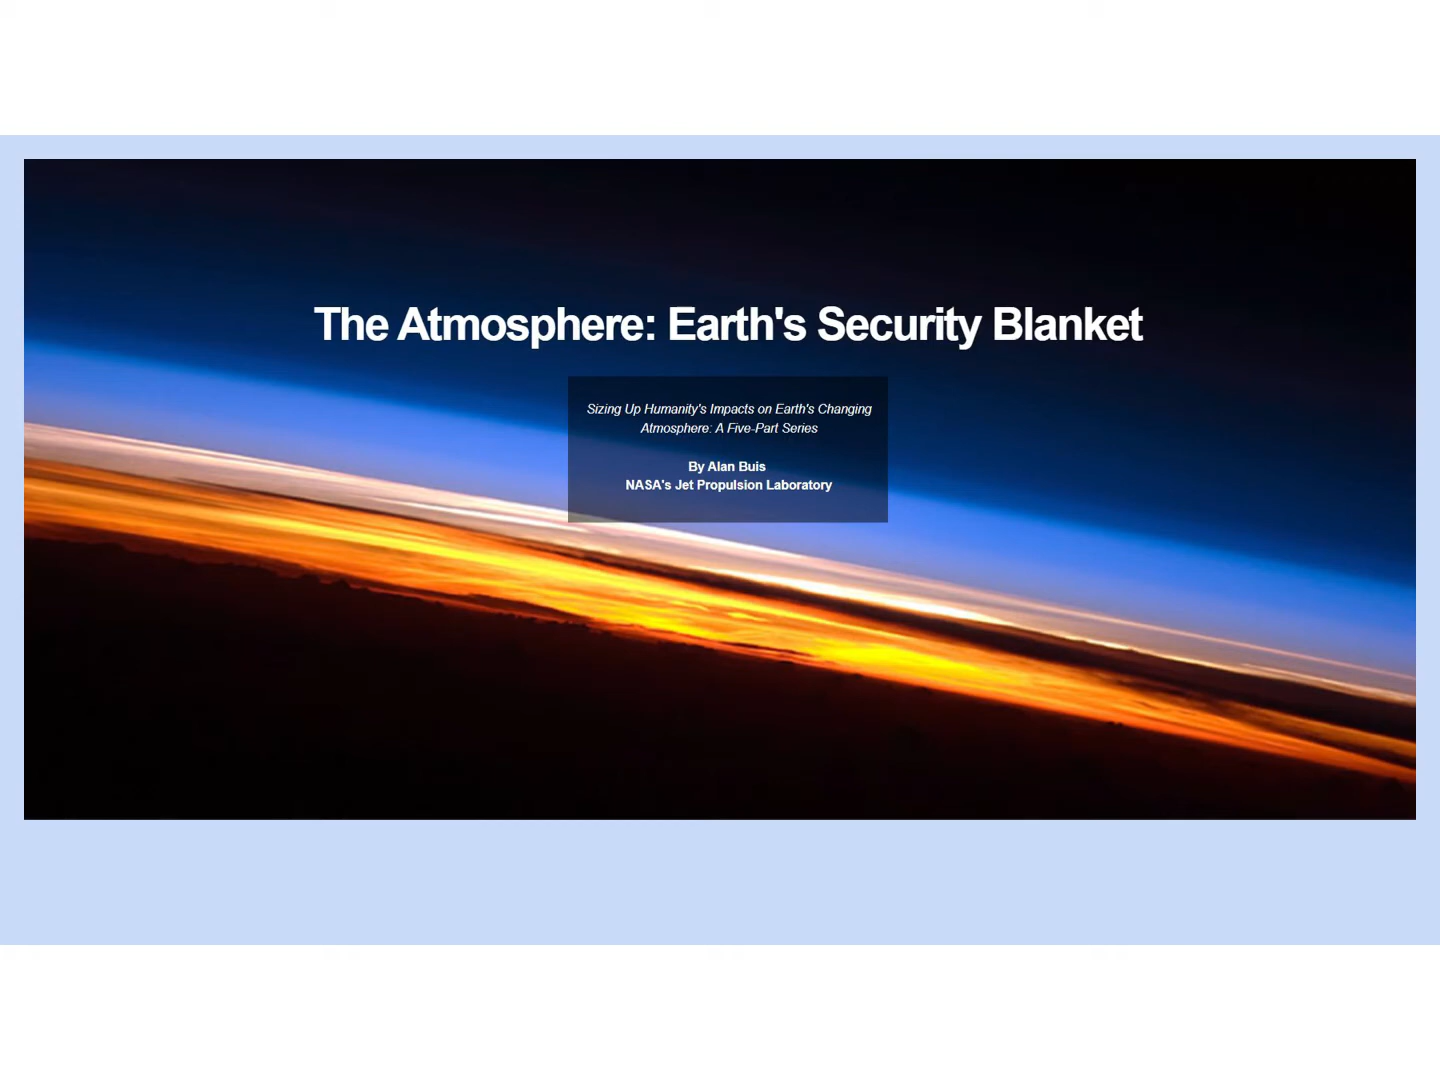 The Atmosphere: Earth's Security Blanket
Sizing Up Humanity's Impacts on Earth's Changing
Atmosphere: A Five-Part Series
By Alan Buis
NASA's Jet Propulsion Laboratory